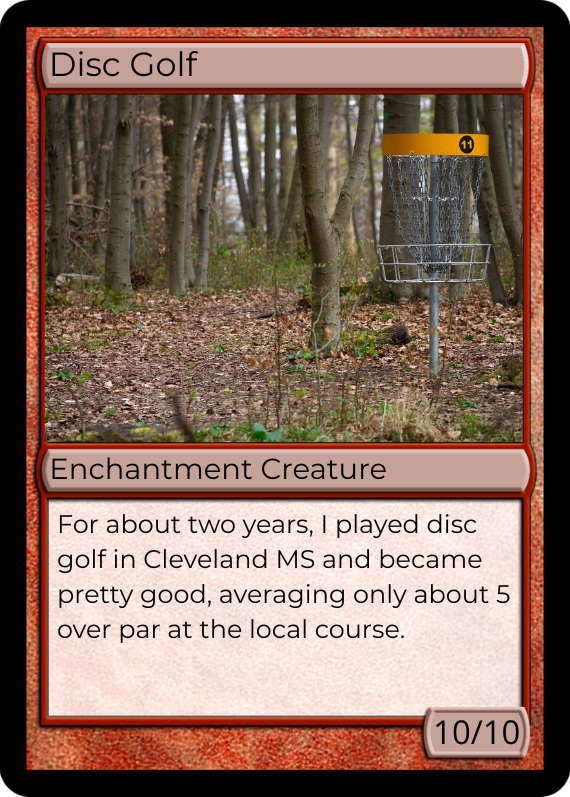 Disc Golf
11
Enchantment Creature
For about two years, I played disc
golf in Cleveland MS and became
pretty good, averaging only about 5
over par at the local course.
10/10